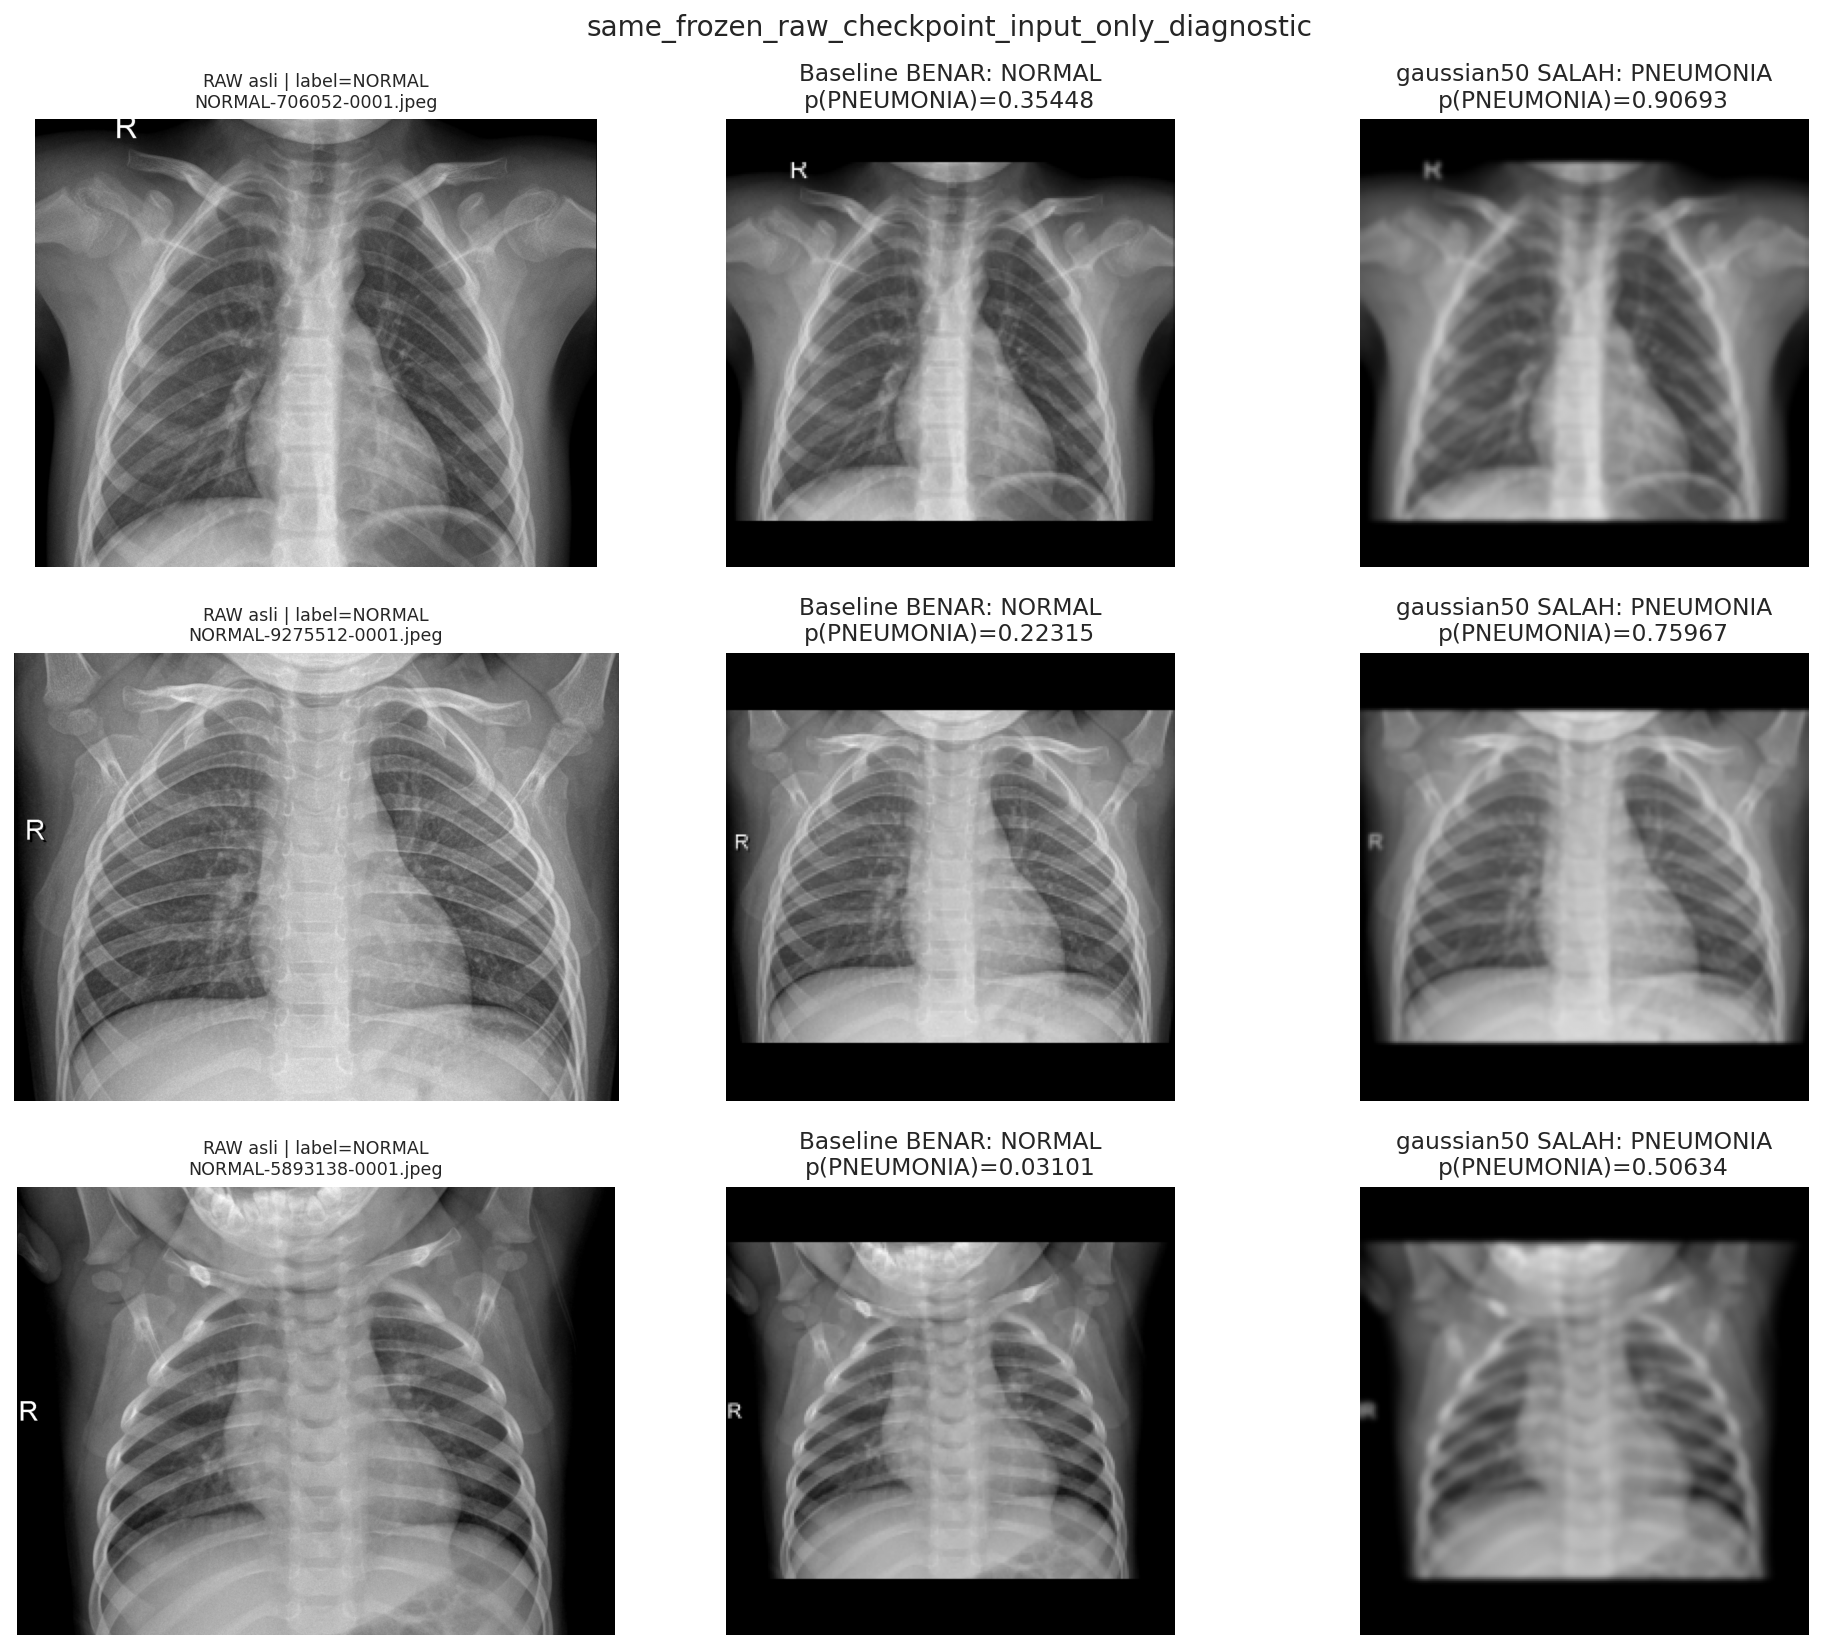 same_frozen_raw_checkpoint_input_only_diagnostic
RAW asli | label=NORMAL
NORMAL-706052-0001.jpeg
Baseline BENAR: NORMAL
p(PNEUMONIA)=0.35448
gaussian50 SALAH: PNEUMONIA
p(PNEUMONIA)=0.90693
R
R
R
RAW asli | label=NORMAL
NORMAL-9275512-0001.jpeg
Baseline BENAR: NORMAL
p(PNEUMONIA)=0.22315
gaussian50 SALAH: PNEUMONIA
p(PNEUMONIA)=0.75967
R
R
R
RAW asli | label=NORMAL
NORMAL-5893138-0001.jpeg
Baseline BENAR: NORMAL
p(PNEUMONIA)=0.03101
gaussian50 SALAH: PNEUMONIA
p(PNEUMONIA)=0.50634
R
R
R